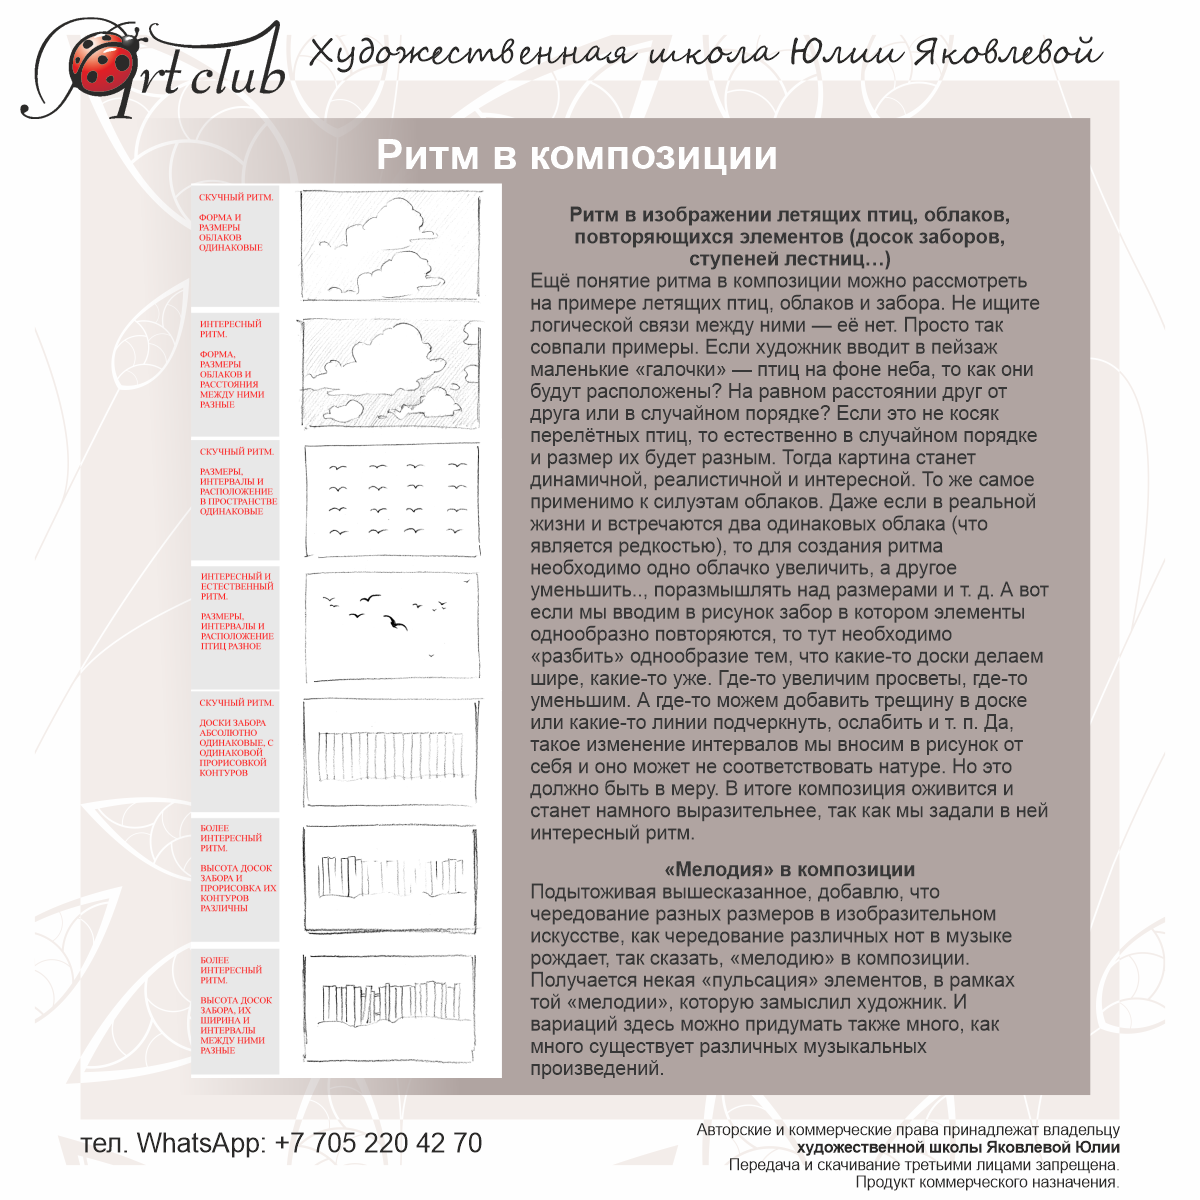 Art club
Художественная школа Юлии Яковлевой
Ритм в композиции
СКУЧНЫЙ РИТМ.
ФОРМА И
РАЗМЕРЫ
ОБЛАКОВ
ОДИНАКОВЫЕ
ИНТЕРЕСНЫЙ
РИТМ.
ФОРМА,
РАЗМЕРЫ
ОБЛАКОВ И
РАССТОЯНИЯ
МЕЖДУ НИМИ
РАЗНЫЕ
СКУЧНЫЙ РИТМ.
РАЗМЕРЫ,
ИНТЕРВАЛЫ И
РАСПОЛОЖЕНИЕ
В ПРОСТРАНСТВЕ
ОДИНАКОВЫЕ
ИНТЕРЕСНЫЙ И
ЕСТЕСТВЕННЫЙ
РИТМ.
РАЗМЕРЫ,
ИНТЕРВАЛЫ И
РАСПОЛОЖЕНИЕ
ПТИЦ РАЗНОЕ
СКУЧНЫЙ РИТМ.
ДОСКИ ЗАБОРА
АБСОЛЮТНО
ОДИНАКОВЫЕ, С
ОДИНАКОВОЙ
ПРОРИСОВКОЙ
КОНТУРОВ
БОЛЕЕ
ИНТЕРЕСНЫЙ
РИТМ.
ВЫСОТА ДОСОК
ЗАБОРА И
ПРОРИСОВКА ИХ
КОНТУРОВ
РАЗЛИЧНЫ
БОЛЕЕ
ИНТЕРЕСНЫЙ
РИТМ.
ВЫСОТА ДОСОК
ЗАБОРА, ИХ
ШИРИНА И
ИНТЕРВАЛЫ
МЕЖДУ НИМИ
РАЗНЫЕ
Ритм в изображении летящих птиц, облаков,
повторяющихся элементов (досок заборов,
ступеней лестниц…)
Ещё понятие ритма в композиции можно рассмотреть
на примере летящих птиц, облаков и забора. Не ищите
логической связи между ними — её нет. Просто так
совпали примеры. Если художник вводит в пейзаж
маленькие «галочки» — птиц на фоне неба, то как они
будут расположены? На равном расстоянии друг от
друга или в случайном порядке? Если это не косяк
перелётных птиц, то естественно в случайном порядке
и размер их будет разным. Тогда картина станет
динамичной, реалистичной и интересной. То же самое
применимо к силуэтам облаков. Даже если в реальной
жизни и встречаются два одинаковых облака (что
является редкостью), то для создания ритма
необходимо одно облачко увеличить, а другое
уменьшить.., поразмышлять над размерами и т. д. А вот
если мы вводим в рисунок забор в котором элементы
однообразно повторяются, то тут необходимо
«разбить» однообразие тем, что какие-то доски делаем
шире, какие-то уже. Где-то увеличим просветы, где-то
уменьшим. А где-то можем добавить трещину в доске
или какие-то линии подчеркнуть, ослабить и т. п. Да,
такое изменение интервалов мы вносим в рисунок от
себя и оно может не соответствовать натуре. Но это
должно быть в меру. В итоге композиция оживится и
станет намного выразительнее, так как мы задали в ней
интересный ритм.
«Мелодия» в композиции
Подытоживая вышесказанное, добавлю, что
чередование разных размеров в изобразительном
искусстве, как чередование различных нот в музыке
рождает, так сказать, «мелодию» в композиции.
Получается некая «пульсация» элементов, в рамках
той «мелодии», которую замыслил художник. И
вариаций здесь можно придумать также много, как
много существует различных музыкальных
произведений.
тел. WhatsApp: +7 705 220 42 70
Авторские и коммерческие права принадлежат владельцу
художественной школы Яковлевой Юлии
Передача и скачивание третьими лицами запрещена.
Продукт коммерческого назначения.